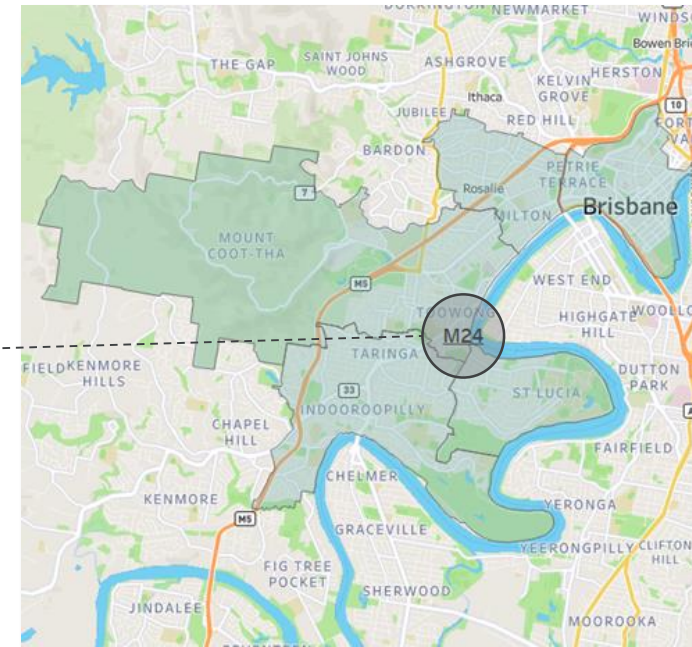 NEWMARKET
WINDS
Bowen Bri
THE GAP
SAINT JOHNS
WOOD
ASHGROVE
KELVIN
GROVE
HERSTON
Ithaca
10
JUBILEE
RED HILL
FORT
VA
BARDON
PETRIE
TERRACE
7
Rosalie
Brisbane
MILTON
MOUNT
COOT-THA
M5
WEST END
TOOWONG
HIGHGATE
HILL
WOOLLO
M24
TARINGA
FIELD
KENMORE
HILLS
DUTTON
PARK
33
ST LUCIA
INDOOROOPILLY
CHAPEL
HILL
FAIRFIELD
CHELMER
KENMORE
YERONGA
M5
GRACEVILLE
YEERONGPILLY
CLIFTON
HILL
FIG TREE
POCKET
SHERWOOD
JINDALEE
MOOROOKA